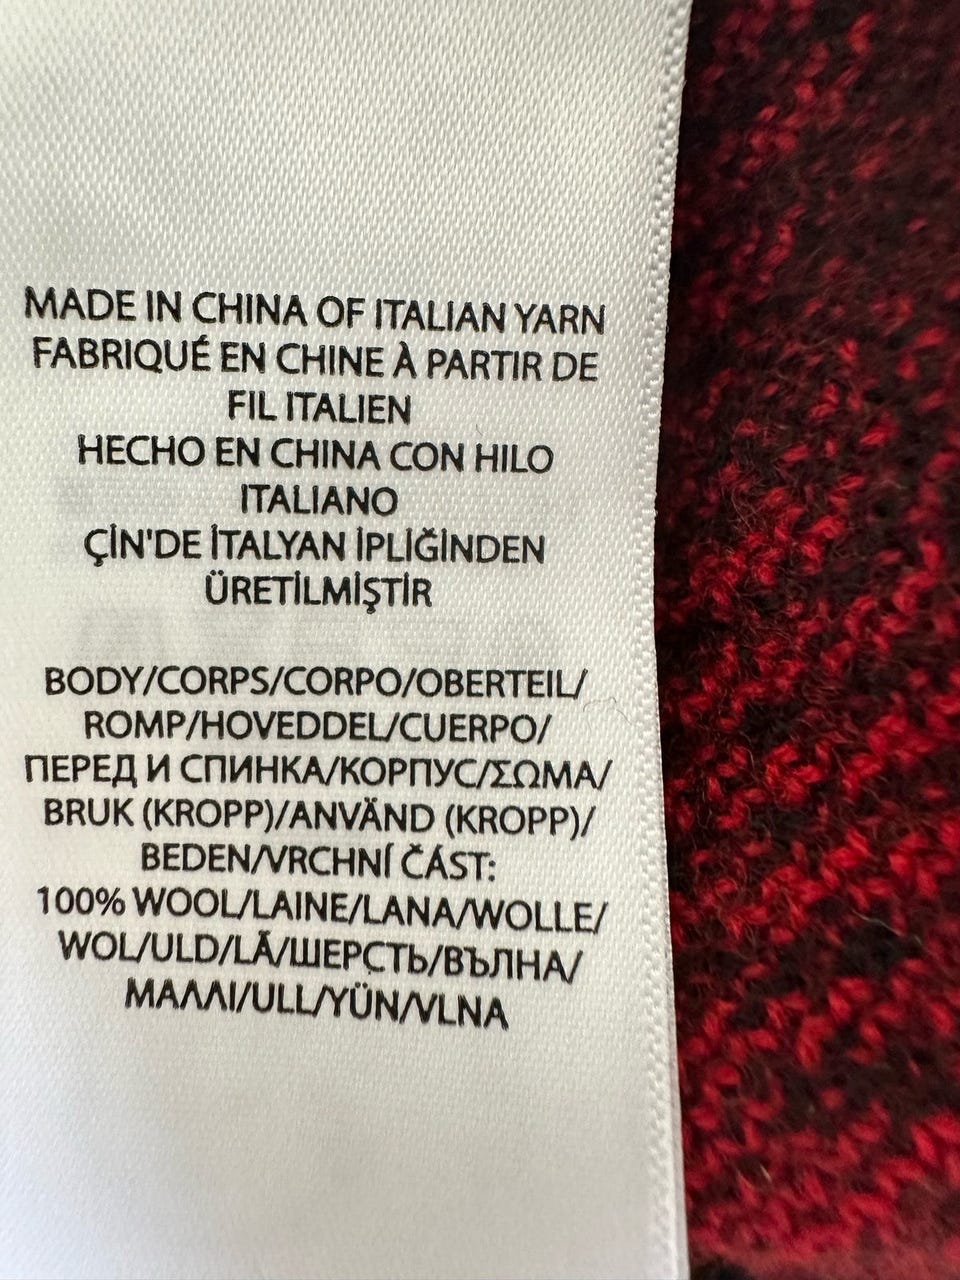 MADE IN CHINA OF ITALIAN YARN
FABRIQUÉ EN CHINE À PARTIR DE
FIL ITALIEN
HECHO EN CHINA CON HILO
ITALIANO
ÇİN'DE İTALYAN İPLİĞİNDEN
ÜRETİLMİŞTİR
BODY/CORPS/CORPO/OBERTEIL/
ROMP/HOVEDDEL/CUERPO/
ПЕРЕД И СПИНКА/КОРПУС/ΣΩΜΑ/
BRUK (KROPP)/ANVÄND (KROPP)/
BEDEN/VRCHNÍ ČÁST:
100% WOOL/LAINE/LANA/WOLLE/
WOL/ULD/LÃ/ШЕРСТЬ/ВЪЛНА/
ΜΑΛΛΙ/ULL/YÜN/VLNA